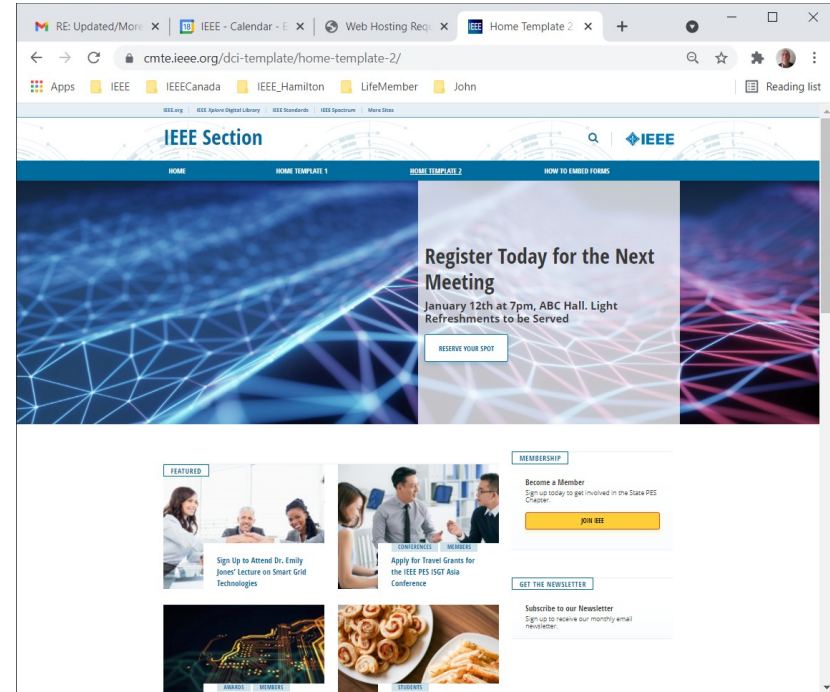 RE: Updated/More
18
IEEE - Calendar - E
Web Hosting Requ
IEEE
Home Template 2
cmte.ieee.org/dci-template/home-template-2/
Apps
IEEE
IEEECanada
IEEE_Hamilton
LifeMember
John
Reading list
IEEE.org
IEEE Xplore Digital Library
IEEE Standards
IEEE Spectrum
More Sites
IEEE Section
IEEE
HOME
HOME TEMPLATE 1
HOME TEMPLATE 2
HOW TO EMBED FORMS
Register Today for the Next
Meeting
January 12th at 7pm, ABC Hall. Light
Refreshments to be Served
RESERVE YOUR SPOT
FEATURED
Sign Up to Attend Dr. Emily
Jones' Lecture on Smart Grid
Technologies
CONFERENCES
MEMBERS
Apply for Travel Grants for
the IEEE PES ISGT Asia
Conference
AWARDS
MEMBERS
STUDENTS
MEMBERSHIP
Become a Member
Sign up today to get involved in the State PES
Chapter.
JOIN IEEE
GET THE NEWSLETTER
Subscribe to our Newsletter
Sign up to receive our monthly email
newsletter.